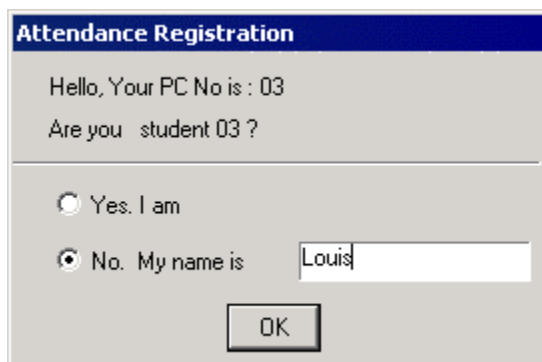 Attendance Registration
Hello, Your PC No is : 03
Are you student 03 ?
Yes. I am
No. My name is Louis
OK